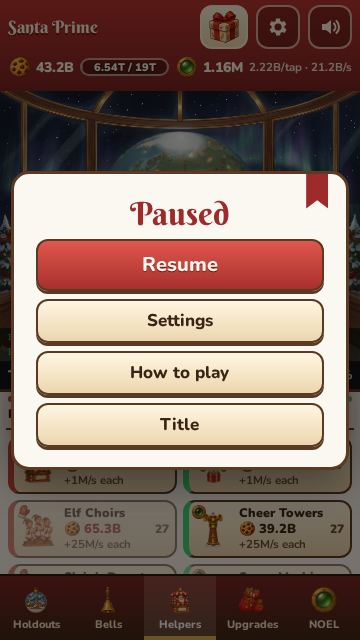 Santa Prime
43.2B 6.54T / 19T 1.16M 2.22B/tap · 21.2B/s
Paused
Resume
Settings
How to play
Title
+1M/s each +1M/s each
Elf Choirs Cheer Towers
65.3B 27 39.2B 27
+25M/s each +25M/s each
Holdouts Bells Helpers Upgrades NOEL